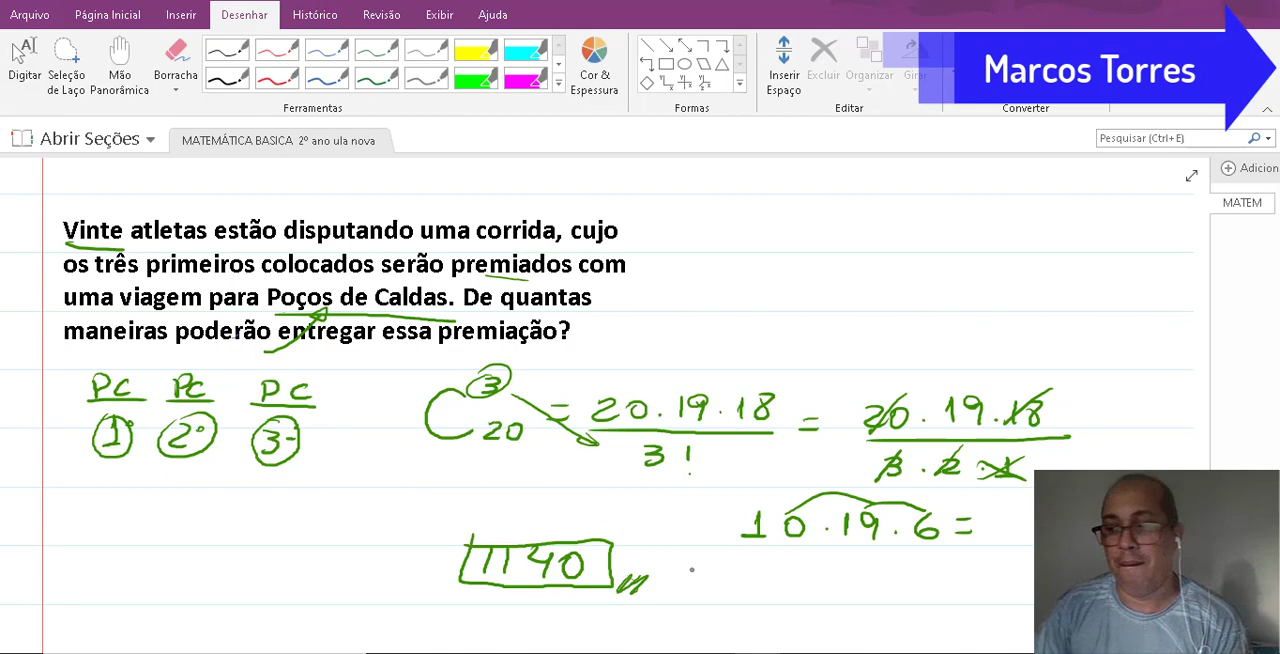 Arquivo Página Inicial Inserir Desenhar Histórico Revisão Exibir Ajuda
Digitar Seleção de Laço Mão Panorâmica Borracha Cor & Espessura Inserir Espaço Excluir Organizar Girar
Ferramentas Formas Editar Converter
Marcos Torres
Abrir Seções MATEMÁTICA BASICA 2º ano ula nova Pesquisar (Ctrl+E)
Adicion
MATEM
Vinte atletas estão disputando uma corrida, cujo
os três primeiros colocados serão premiados com
uma viagem para Poços de Caldas. De quantas
maneiras poderão entregar essa premiação?
PC PC PC
1º 2º 3º
C 3 20 = 20.19.18 / 3! = 20.19.18 / 3.2.1
10.19.6=
1140